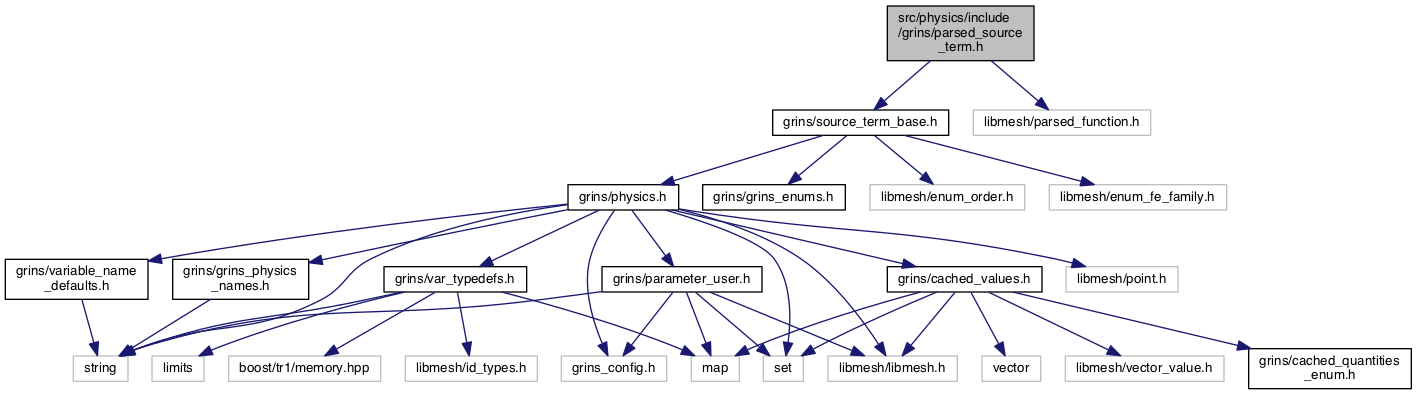 src/physics/include
/grins/parsed_source
_term.h
grins/source_term_base.h
libmesh/parsed_function.h
grins/physics.h
grins/grins_enums.h
libmesh/enum_order.h
libmesh/enum_fe_family.h
grins/variable_name
_defaults.h
grins/grins_physics
_names.h
grins/var_typedefs.h
grins/parameter_user.h
grins/cached_values.h
libmesh/point.h
string
limits
boost/tr1/memory.hpp
libmesh/id_types.h
grins_config.h
map
set
libmesh/libmesh.h
vector
libmesh/vector_value.h
grins/cached_quantities
_enum.h